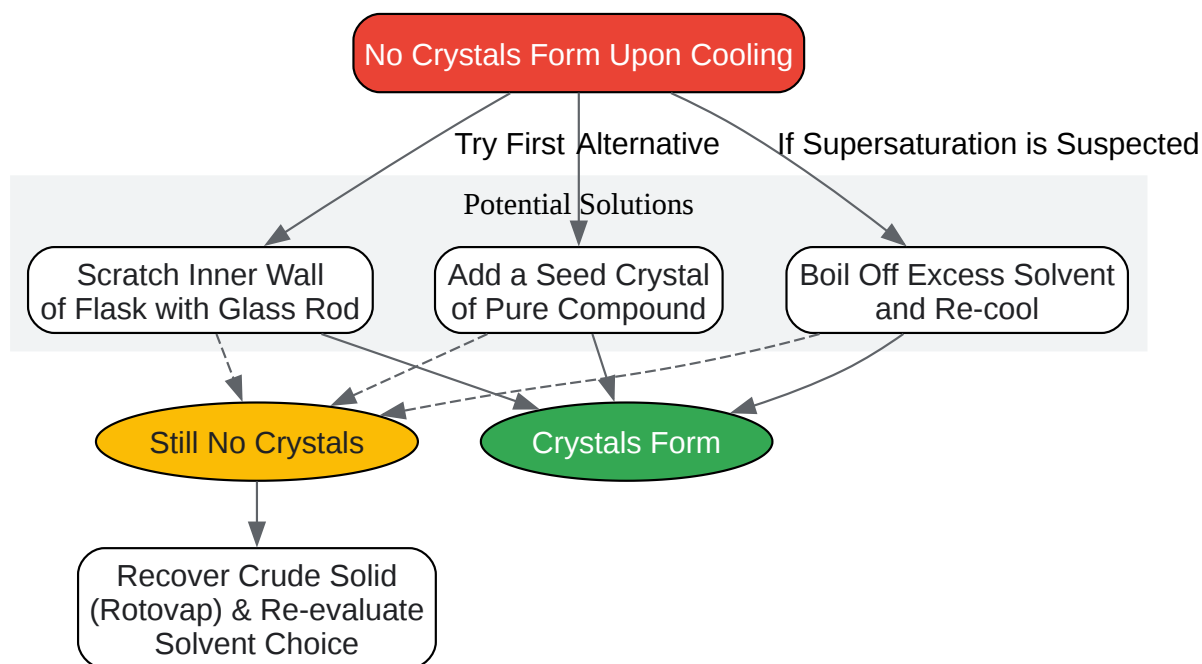 No Crystals Form Upon Cooling
Try First
Alternative
If Supersaturation is Suspected
Potential Solutions
Scratch Inner Wall
of Flask with Glass Rod
Add a Seed Crystal
of Pure Compound
Boil Off Excess Solvent
and Re-cool
Still No Crystals
Crystals Form
Recover Crude Solid
(Rotovap) & Re-evaluate
Solvent Choice